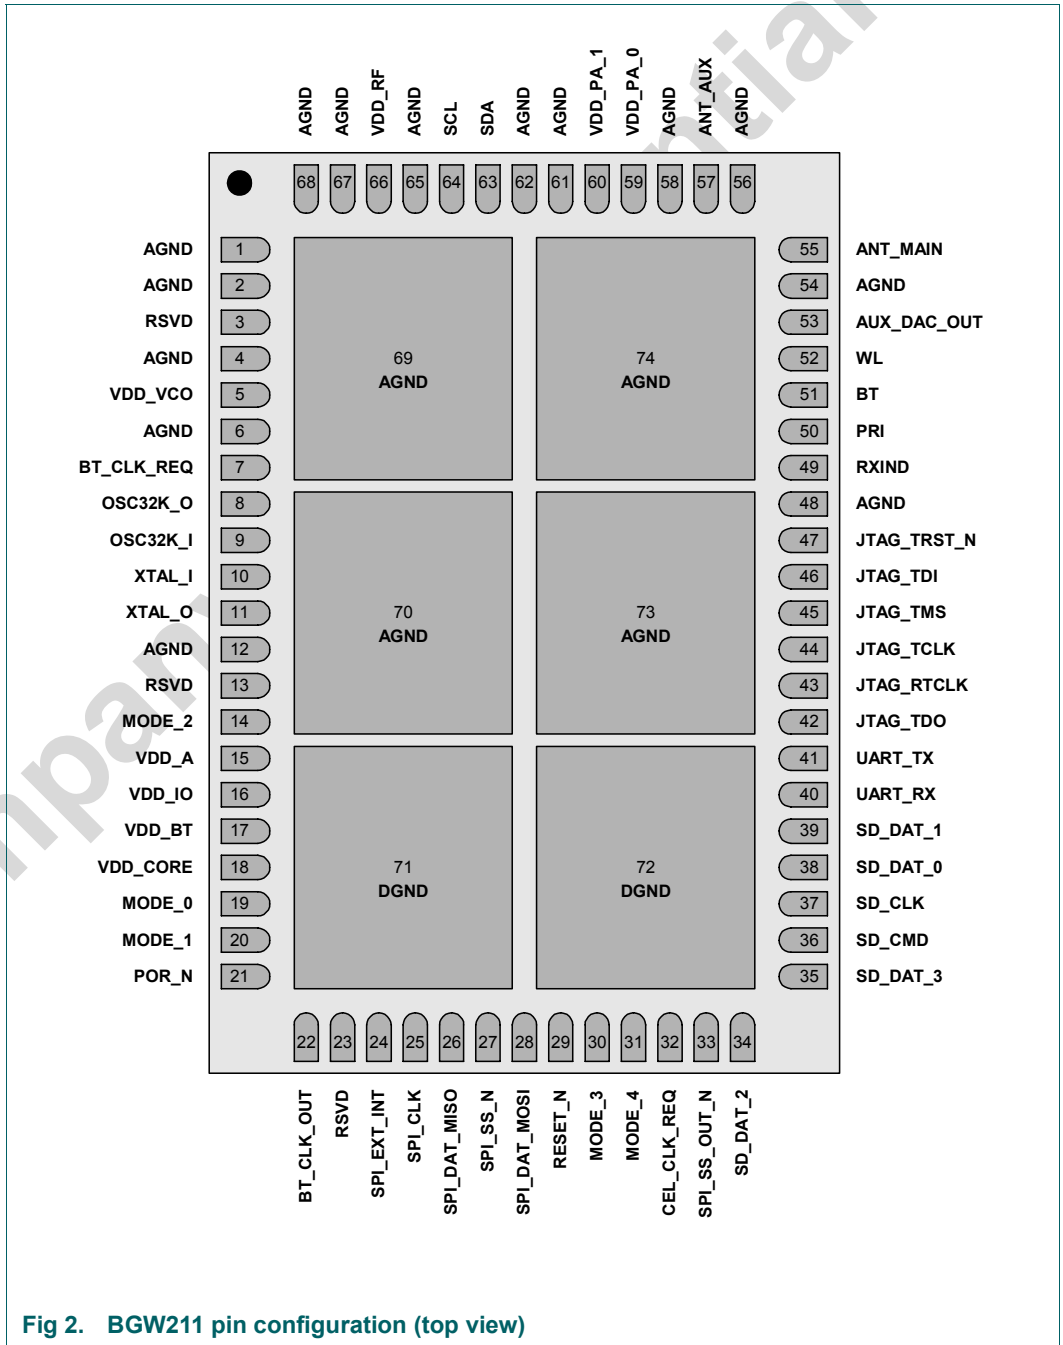 AGND
AGND
VDD_RF
AGND
SCL
SDA
AGND
AGND
VDD_PA_1
VDD_PA_0
AGND
ANT_AUX
AGND
68 67 66 65 64 63 62 61 60 59 58 57 56
AGND 1
AGND 2
RSVD 3
AGND 4
VDD_VCO 5
AGND 6
BT_CLK_REQ 7
OSC32K_O 8
OSC32K_I 9
XTAL_I 10
XTAL_O 11
AGND 12
RSVD 13
MODE_2 14
VDD_A 15
VDD_IO 16
VDD_BT 17
VDD_CORE 18
MODE_0 19
MODE_1 20
POR_N 21
69
AGND
74
AGND
70
AGND
73
AGND
71
DGND
72
DGND
55 ANT_MAIN
54 AGND
53 AUX_DAC_OUT
52 WL
51 BT
50 PRI
49 RXIND
48 AGND
47 JTAG_TRST_N
46 JTAG_TDI
45 JTAG_TMS
44 JTAG_TCLK
43 JTAG_RTCLK
42 JTAG_TDO
41 UART_TX
40 UART_RX
39 SD_DAT_1
38 SD_DAT_0
37 SD_CLK
36 SD_CMD
35 SD_DAT_3
22 23 24 25 26 27 28 29 30 31 32 33 34
BT_CLK_OUT
RSVD
SPI_EXT_INT
SPI_CLK
SPI_DAT_MISO
SPI_SS_N
SPI_DAT_MOSI
RESET_N
MODE_3
MODE_4
CEL_CLK_REQ
SPI_SS_OUT_N
SD_DAT_2
Fig 2. BGW211 pin configuration (top view)